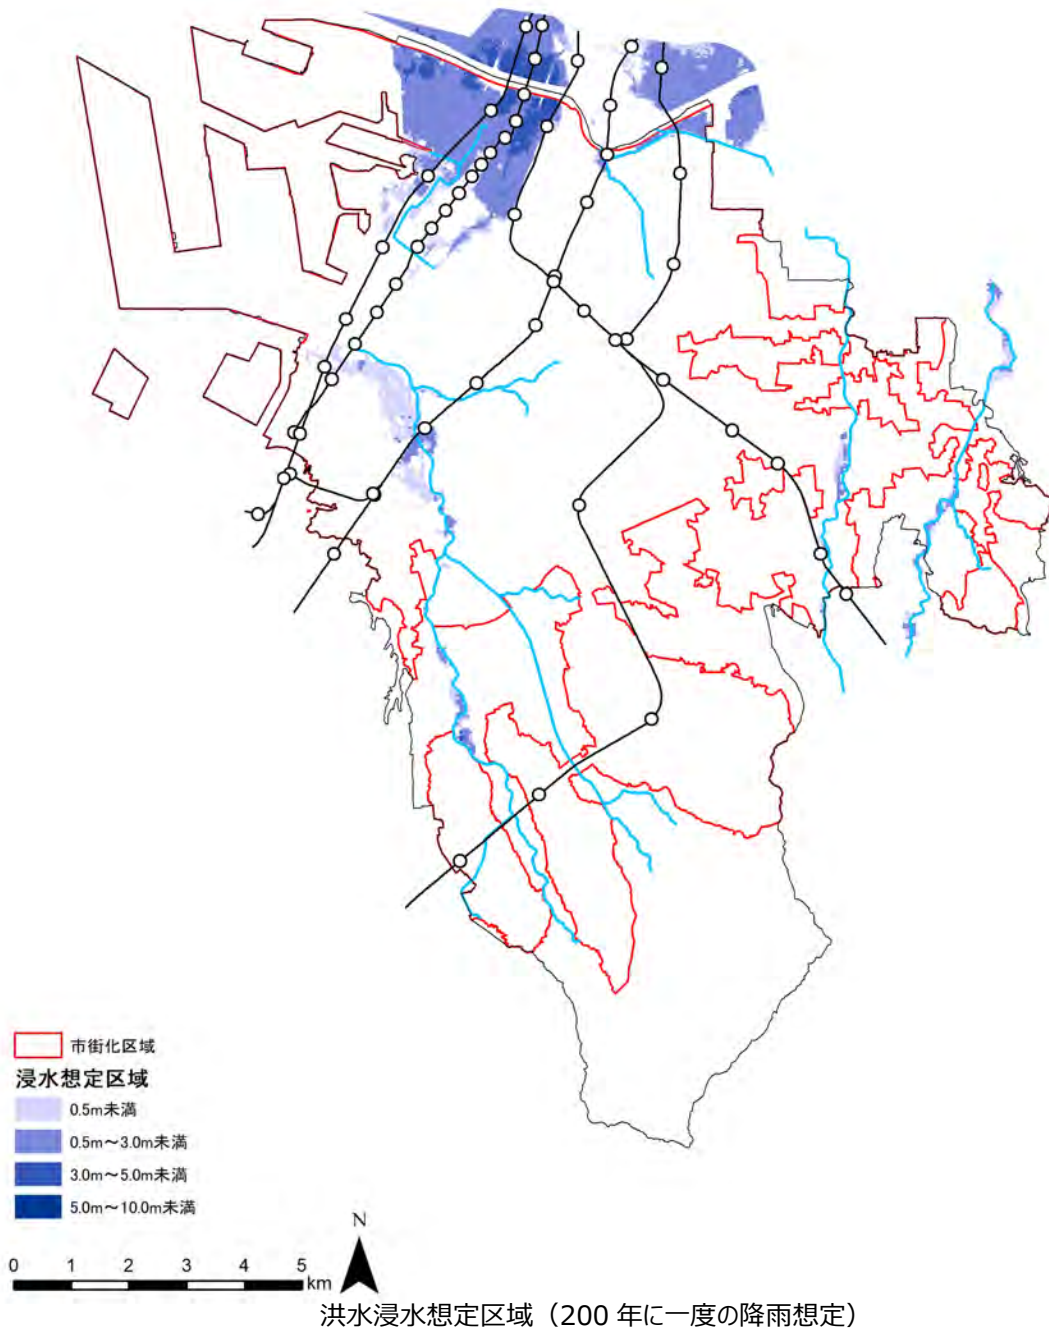 市街化区域
浸水想定区域
0.5m未満
0.5m～3.0m未満
3.0m～5.0m未満
5.0m～10.0m未満
N
0 1 2 3 4 5
km
洪水浸水想定区域（200 年に一度の降雨想定）